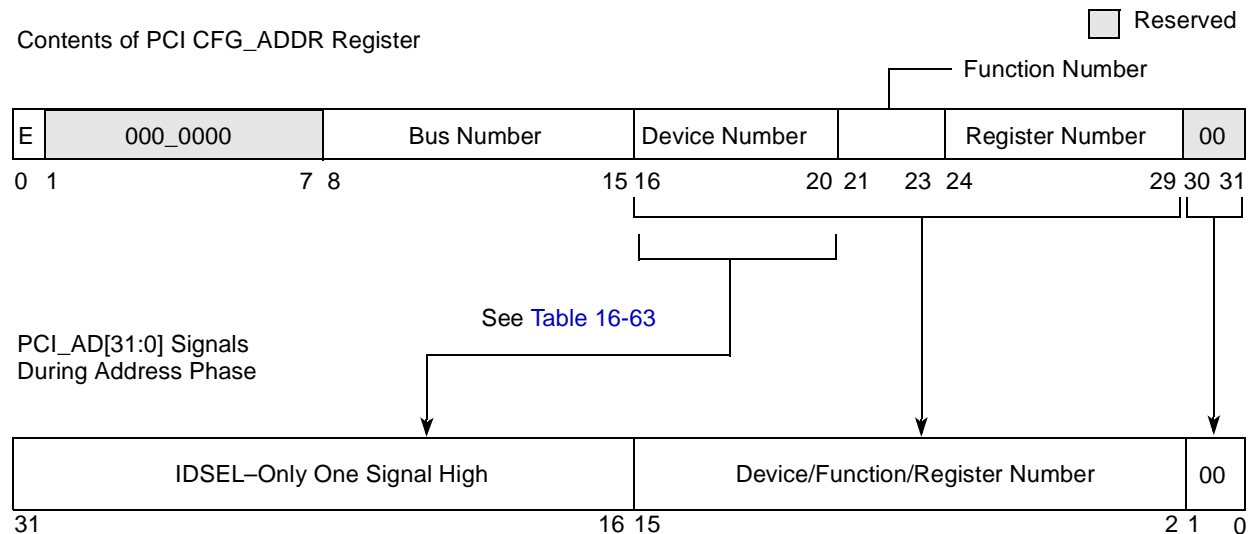 Reserved
Contents of PCI CFG_ADDR Register
Function Number
E 000_0000 Bus Number Device Number Register Number 00
0 1 7 8 15 16 20 21 23 24 29 30 31
See Table 16-63
PCI_AD[31:0] Signals
During Address Phase
IDSEL–Only One Signal High Device/Function/Register Number 00
31 16 15 2 1 0